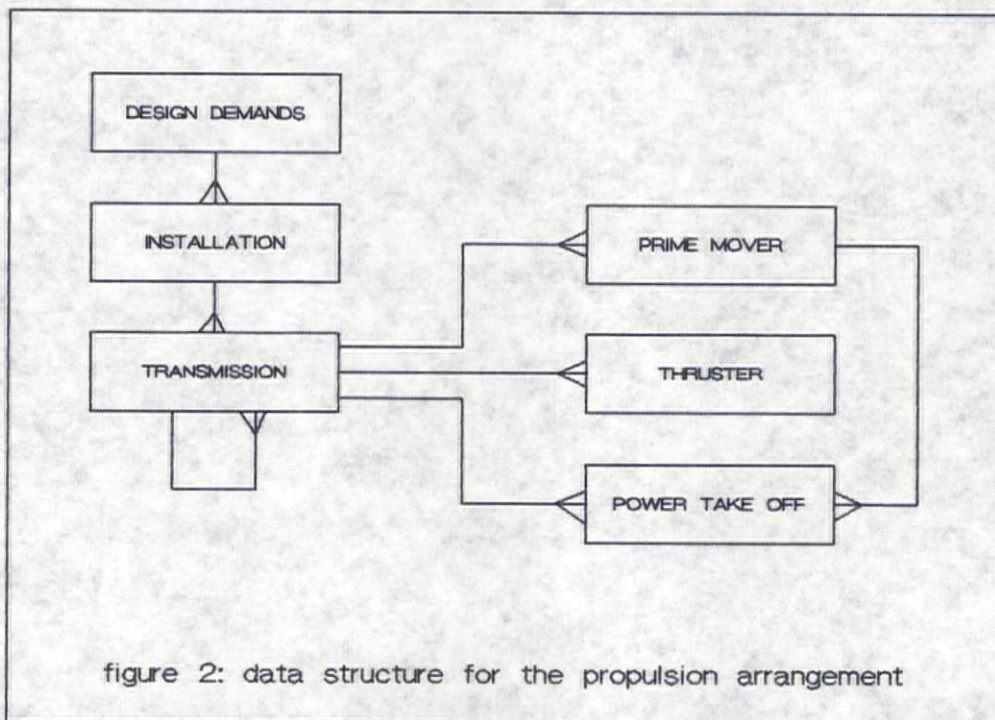 DESIGN DEMANDS
INSTALLATION
TRANSMISSION
PRIME MOVER
THRUSTER
POWER TAKE OFF
figure 2: data structure for the propulsion arrangement